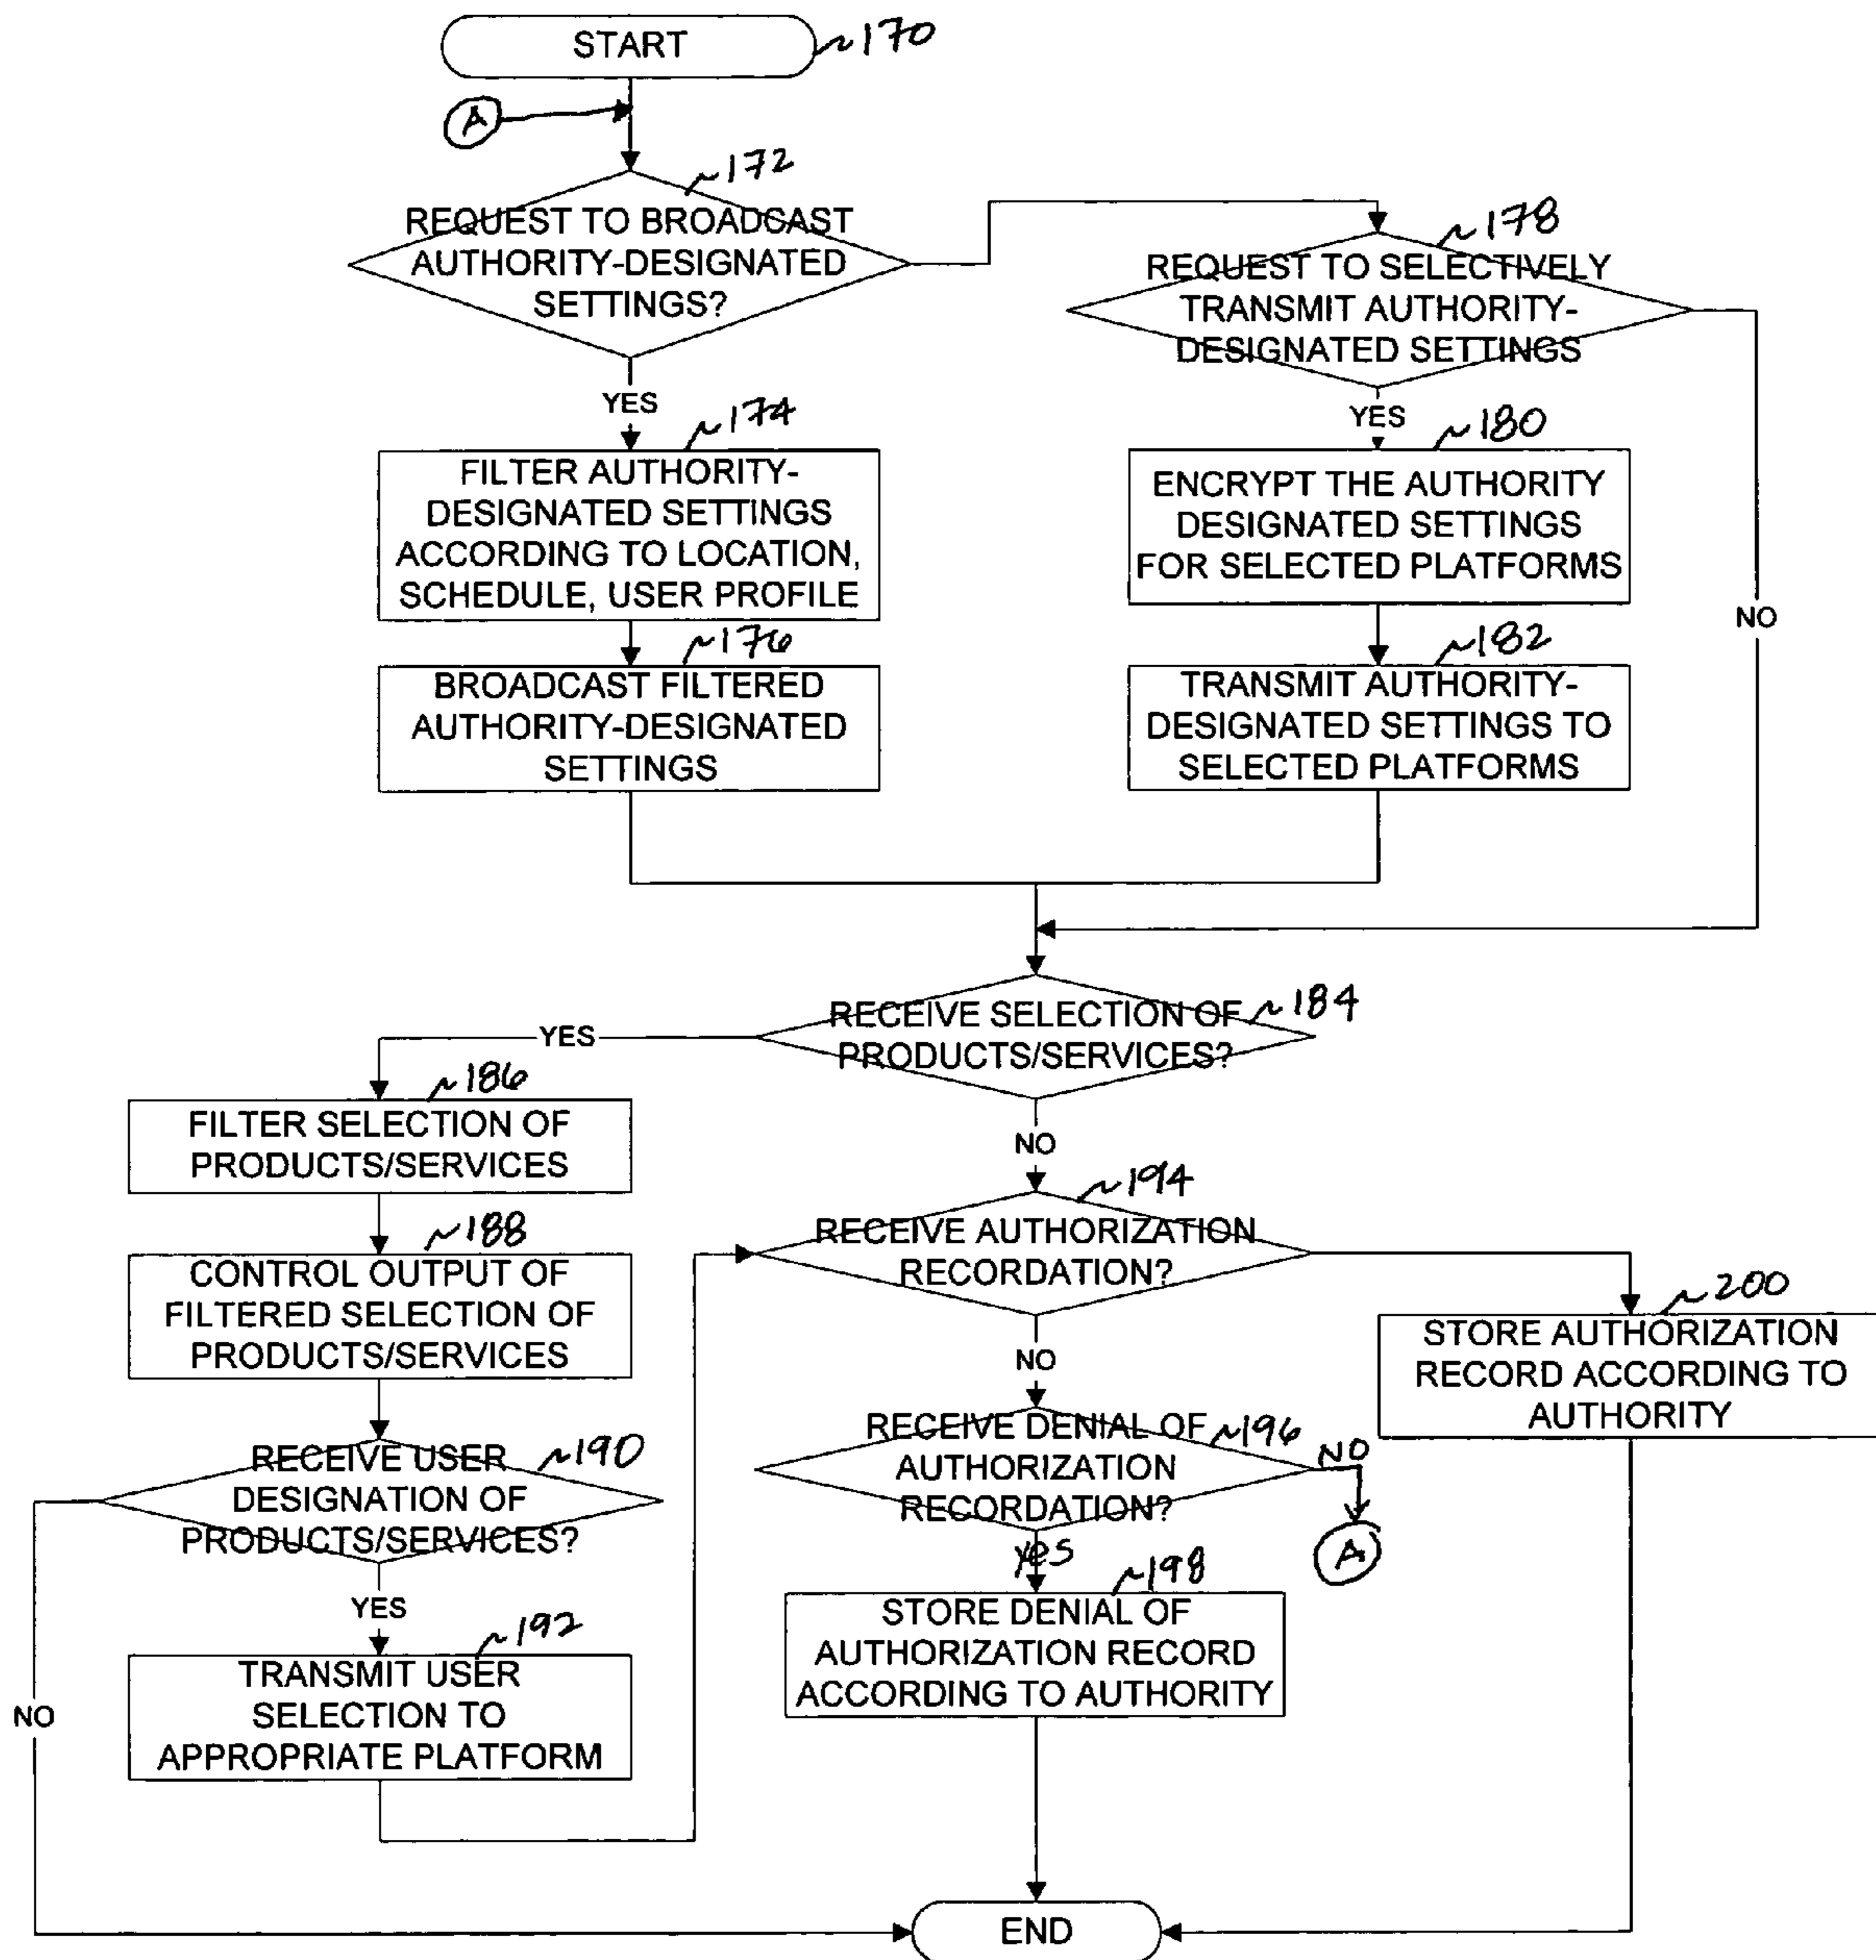 START
~170
A
~172
REQUEST TO BROADCAST
AUTHORITY-DESIGNATED
SETTINGS?
~178
REQUEST TO SELECTIVELY
TRANSMIT AUTHORITY-
DESIGNATED SETTINGS
YES
~174
FILTER AUTHORITY-
DESIGNATED SETTINGS
ACCORDING TO LOCATION,
SCHEDULE, USER PROFILE
YES
~180
ENCRYPT THE AUTHORITY
DESIGNATED SETTINGS
FOR SELECTED PLATFORMS
NO
~176
BROADCAST FILTERED
AUTHORITY-DESIGNATED
SETTINGS
~182
TRANSMIT AUTHORITY-
DESIGNATED SETTINGS TO
SELECTED PLATFORMS
~184
RECEIVE SELECTION OF
PRODUCTS/SERVICES?
YES
~186
FILTER SELECTION OF
PRODUCTS/SERVICES
NO
~188
CONTROL OUTPUT OF
FILTERED SELECTION OF
PRODUCTS/SERVICES
~194
RECEIVE AUTHORIZATION
RECORDATION?
~200
STORE AUTHORIZATION
RECORD ACCORDING TO
AUTHORITY
NO
~190
RECEIVE USER
DESIGNATION OF
PRODUCTS/SERVICES?
~196
RECEIVE DENIAL OF
AUTHORIZATION
RECORDATION?
NO
A
yes
~198
STORE DENIAL OF
AUTHORIZATION RECORD
ACCORDING TO AUTHORITY
YES
~192
TRANSMIT USER
SELECTION TO
APPROPRIATE PLATFORM
NO
END